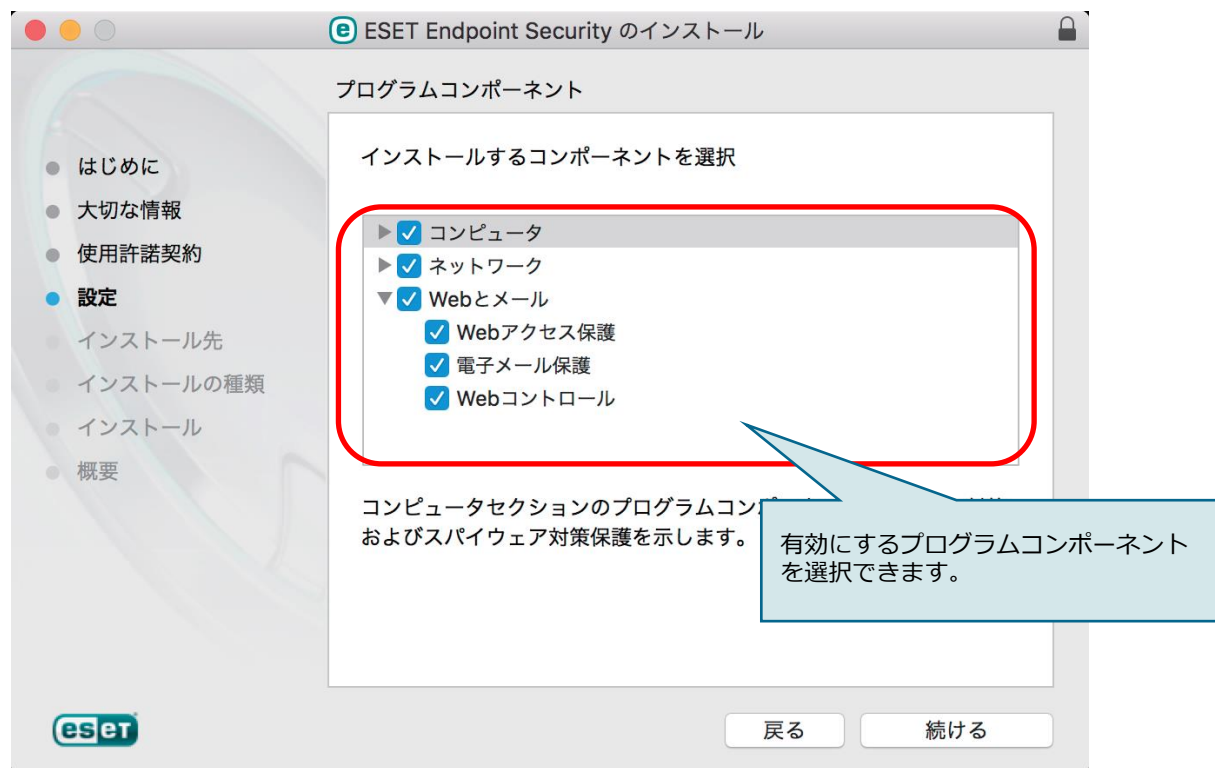 ESET Endpoint Security のインストール
プログラムコンポーネント
はじめに
大切な情報
使用許諾契約
設定
インストール先
インストールの種類
インストール
概要
インストールするコンポーネントを選択
コンピュータ
ネットワーク
Webとメール
Webアクセス保護
電子メール保護
Webコントロール
コンピュータセクションのプログラムコン
およびスパイウェア対策保護を示します。
有効にするプログラムコンポーネント
を選択できます。
eset
戻る
続ける